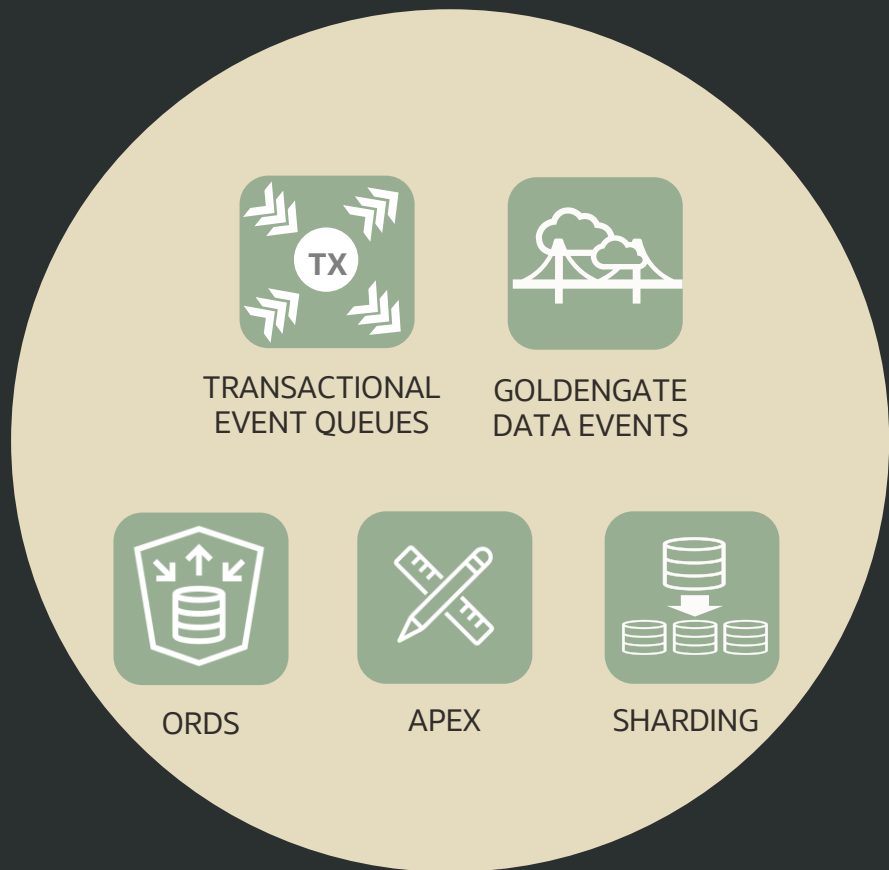 TX
TRANSACTIONAL
EVENT QUEUES
GOLDENGATE
DATA EVENTS
ORDS
APEX
SHARDING